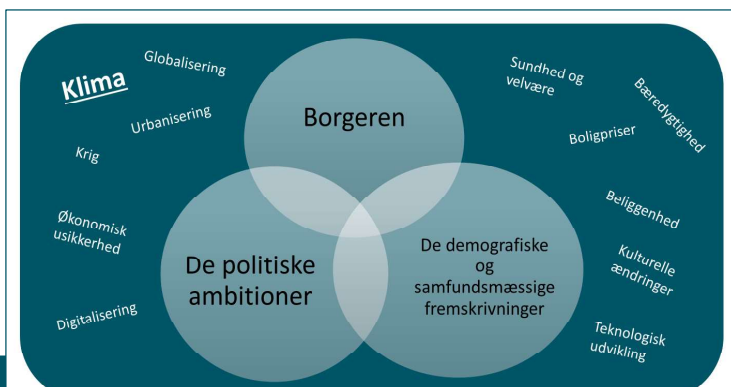 Klima
Globalisering
Urbanisering
Krig
Økonomisk
usikkerhed
Digitalisering
Borgeren
De politiske
ambitioner
De demografiske
og
samfundsmæssige
fremskrivninger
Sundhed og
velvære
Bæredygtighed
Boligpriser
Beliggenhed
Kulturelle
ændringer
Teknologisk
udvikling